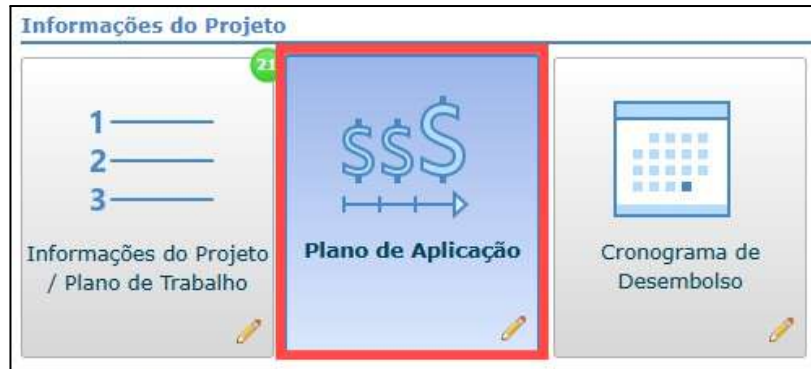 Informações do Projeto
21
1
2
3
Informações do Projeto
/ Plano de Trabalho
$$$
Plano de Aplicação
Cronograma de
Desembolso